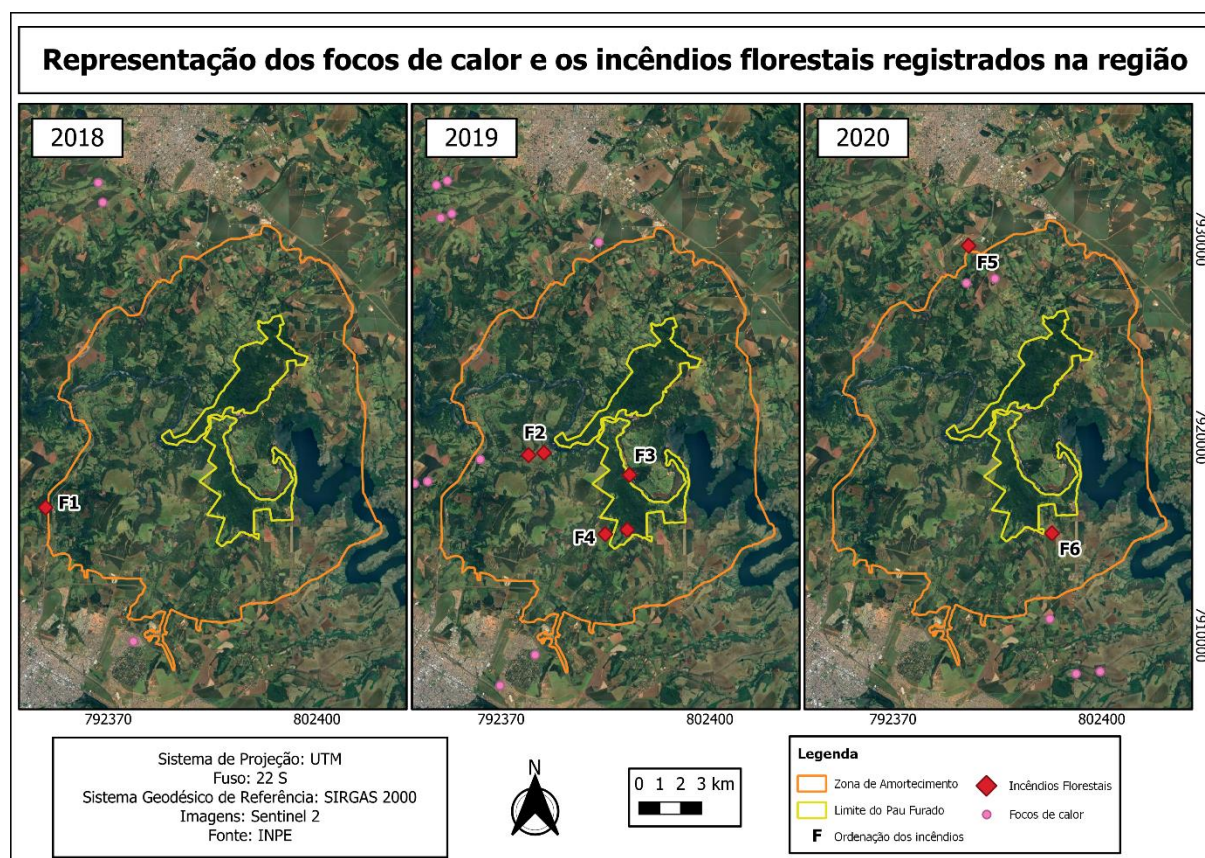 Representação dos focos de calor e os incêndios florestais registrados na região
2018
2019
2020
F1
F2
F3
F4
F5
F6
7930000
7920000
7910000
792370
802400
792370
802400
792370
802400
Sistema de Projeção: UTM
Fuso: 22 S
Sistema Geodésico de Referência: SIRGAS 2000
Imagens: Sentinel 2
Fonte: INPE
N
0 1 2 3 km
Legenda
Zona de Amortecimento
Limite do Pau Furado
F Ordenação dos incêndios
Incêndios Florestais
Focos de calor